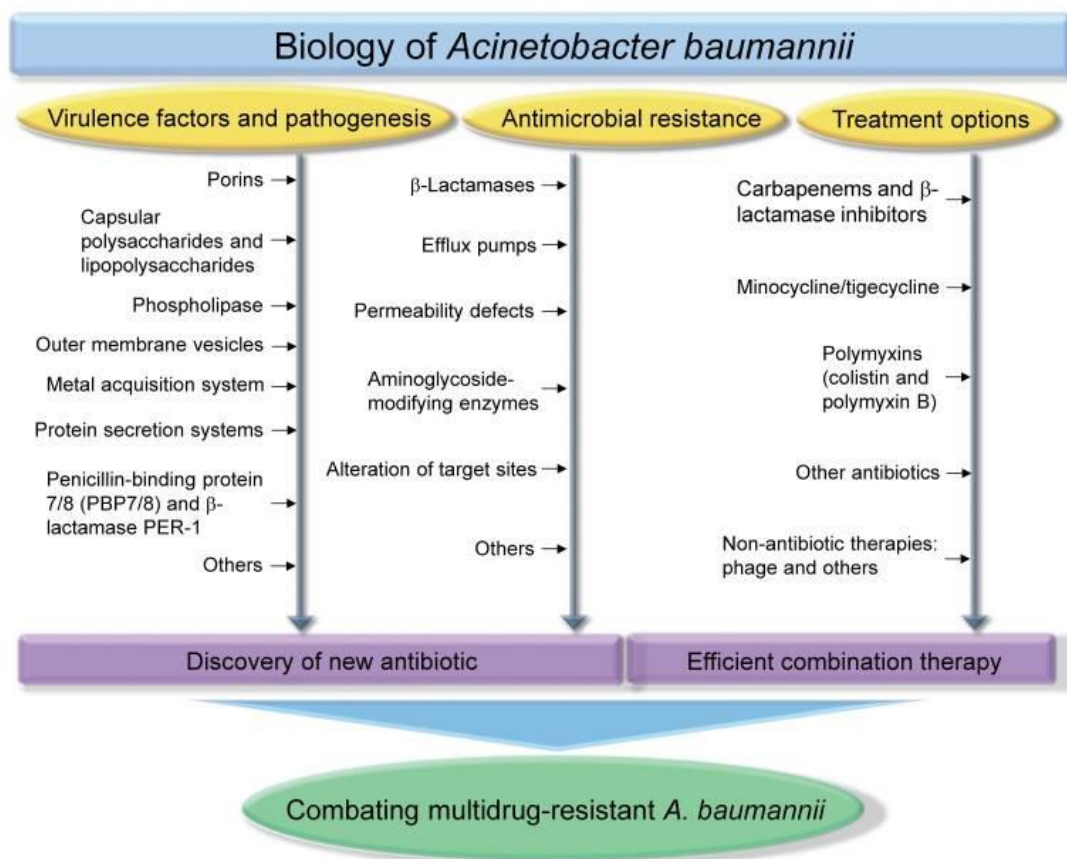 Biology of Acinetobacter baumannii
Virulence factors and pathogenesis
Porins
Capsular
polysaccharides and
lipopolysaccharides
Phospholipase
Outer membrane vesicles
Metal acquisition system
Protein secretion systems
Penicillin-binding protein
7/8 (PBP7/8) and β-
lactamase PER-1
Others
Antimicrobial resistance
β-Lactamases
Efflux pumps
Permeability defects
Aminoglycoside-
modifying enzymes
Alteration of target sites
Others
Treatment options
Carbapenems and β-
lactamase inhibitors
Minocycline/tigecycline
Polymyxins
(colistin and
polymyxin B)
Other antibiotics
Non-antibiotic therapies:
phage and others
Discovery of new antibiotic
Efficient combination therapy
Combating multidrug-resistant A. baumannii